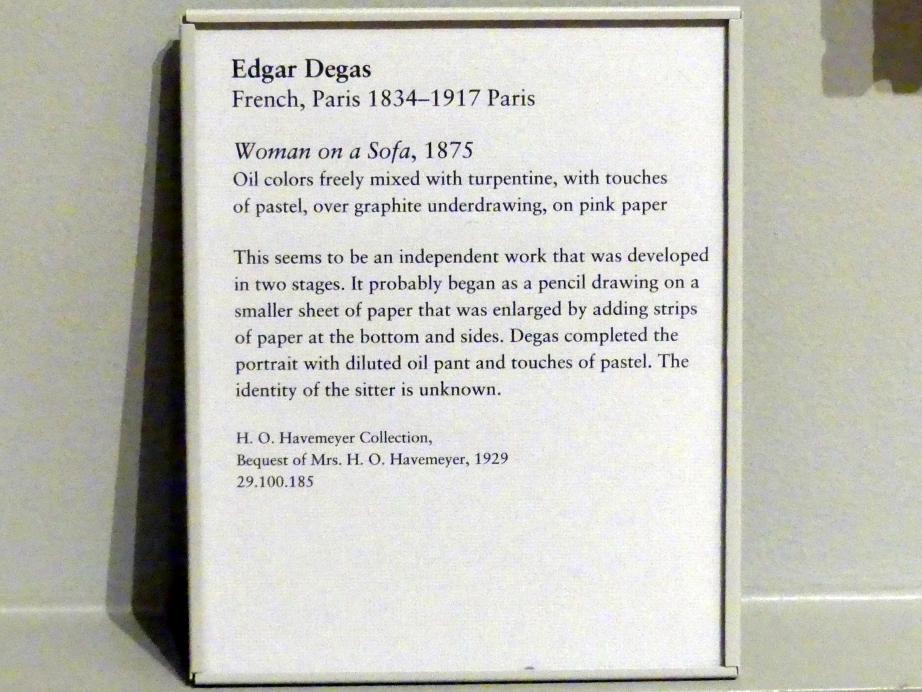 Edgar Degas
French, Paris 1834–1917 Paris
Woman on a Sofa, 1875
Oil colors freely mixed with turpentine, with touches
of pastel, over graphite underdrawing, on pink paper
This seems to be an independent work that was developed
in two stages. It probably began as a pencil drawing on a
smaller sheet of paper that was enlarged by adding strips
of paper at the bottom and sides. Degas completed the
portrait with diluted oil pant and touches of pastel. The
identity of the sitter is unknown.
H. O. Havemeyer Collection,
Bequest of Mrs. H. O. Havemeyer, 1929
29.100.185